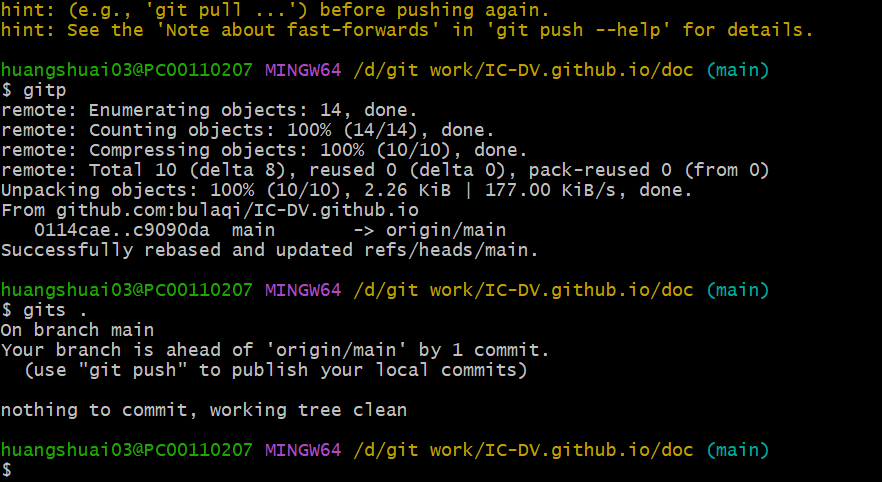 hint: (e.g., 'git pull ...') before pushing again.
hint: See the 'Note about fast-forwards' in 'git push --help' for details.
huangshuai03@PC00110207 MINGW64 /d/git work/IC-DV.github.io/doc (main)
$ gitp
remote: Enumerating objects: 14, done.
remote: Counting objects: 100% (14/14), done.
remote: Compressing objects: 100% (10/10), done.
remote: Total 10 (delta 8), reused 0 (delta 0), pack-reused 0 (from 0)
Unpacking objects: 100% (10/10), 2.26 KiB | 177.00 KiB/s, done.
From github.com:bulaqi/IC-DV.github.io
   0114cae..c9090da  main       -> origin/main
Successfully rebased and updated refs/heads/main.
huangshuai03@PC00110207 MINGW64 /d/git work/IC-DV.github.io/doc (main)
$ gits .
On branch main
Your branch is ahead of 'origin/main' by 1 commit.
  (use "git push" to publish your local commits)
nothing to commit, working tree clean
huangshuai03@PC00110207 MINGW64 /d/git work/IC-DV.github.io/doc (main)
$